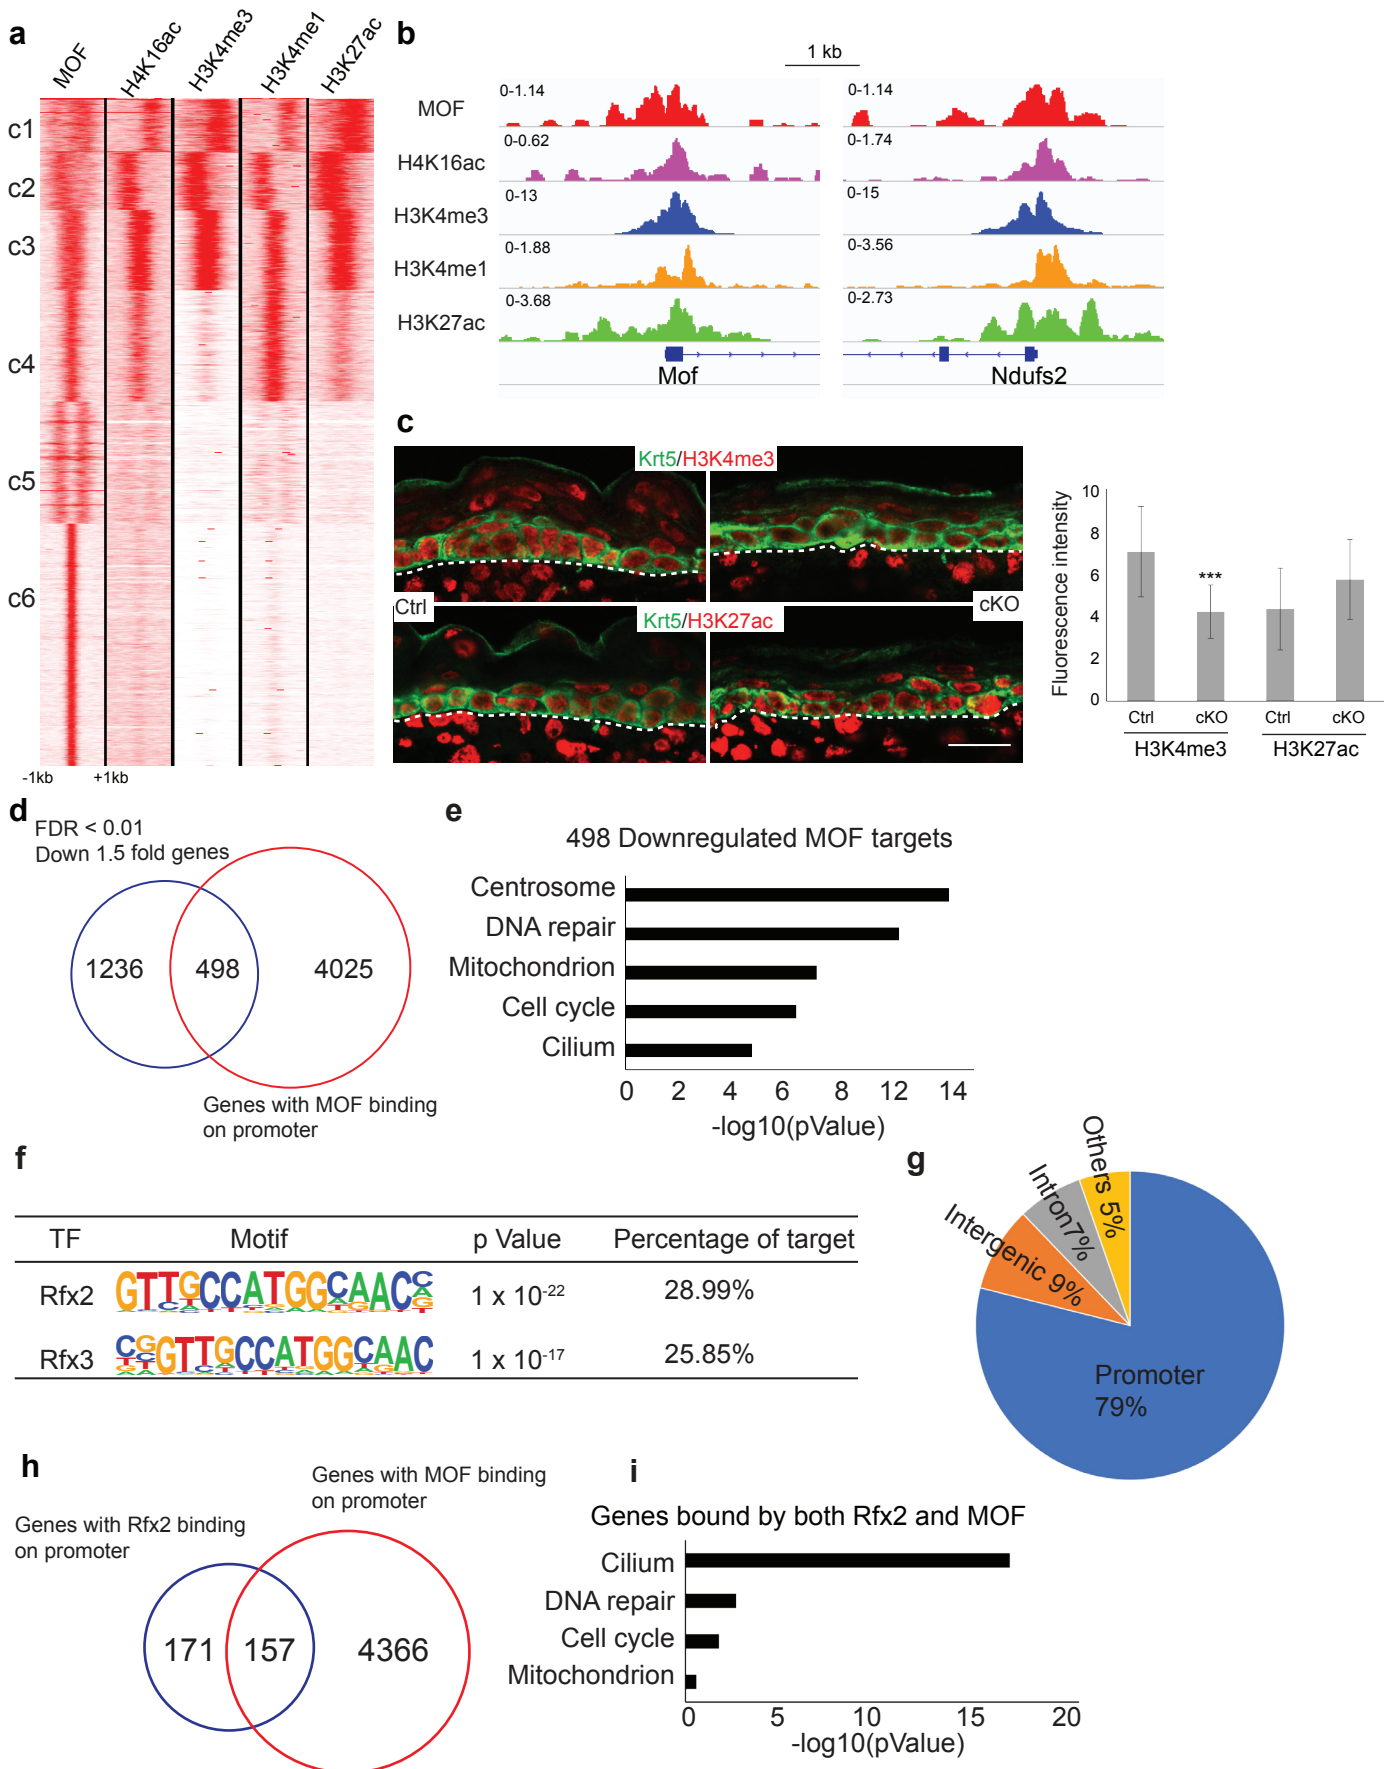 a
MOF
H4K16ac
H3K4me3
H3K4me1
H3K27ac
c1
c2
c3
c4
c5
c6
-1kb +1kb
b
1 kb
MOF
0-1.14
0-1.14
H4K16ac
0-0.62
0-1.74
H3K4me3
0-13
0-15
H3K4me1
0-1.88
0-3.56
H3K27ac
0-3.68
0-2.73
Mof
Ndufs2
c
Krt5/H3K4me3
Ctrl
cKO
Krt5/H3K27ac
Fluorescence intensity
10
8
6
4
2
0
***
Ctrl cKO Ctrl cKO
H3K4me3 H3K27ac
d
FDR < 0.01
Down 1.5 fold genes
1236 498 4025
Genes with MOF binding
on promoter
e
498 Downregulated MOF targets
Centrosome
DNA repair
Mitochondrion
Cell cycle
Cilium
0 2 4 6 8 12 14
-log10(pValue)
f
TF Motif p Value Percentage of target
Rfx2 GTTGCCATGGCAACC 1 x 10-22 28.99%
Rfx3 CGGTTGCCATGGCAAC 1 x 10-17 25.85%
g
Others 5%
Intron7%
Intergenic 9%
Promoter
79%
h
Genes with MOF binding
on promoter
Genes with Rfx2 binding
on promoter
171 157 4366
i
Genes bound by both Rfx2 and MOF
Cilium
DNA repair
Cell cycle
Mitochondrion
0 5 10 15 20
-log10(pValue)